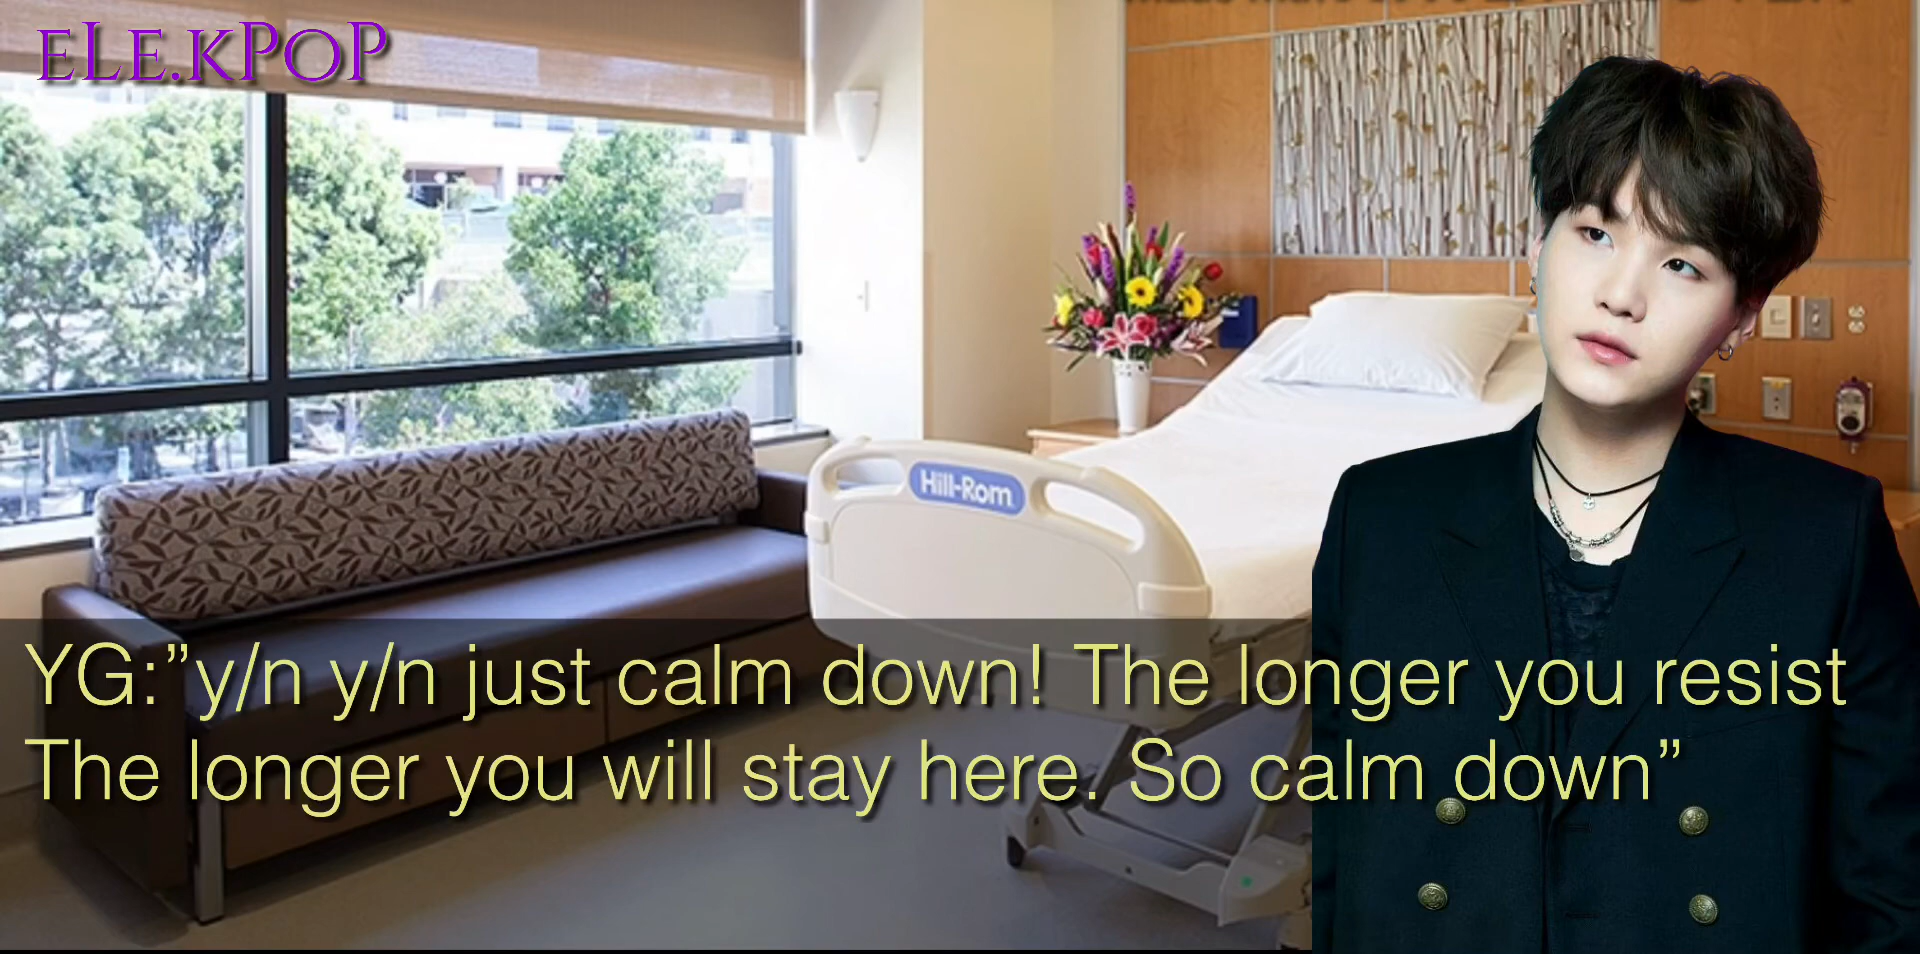 eLe.kPoP
Hill-Rom
YG:”y/n y/n just calm down! The longer you resist
The longer you will stay here. So calm down”